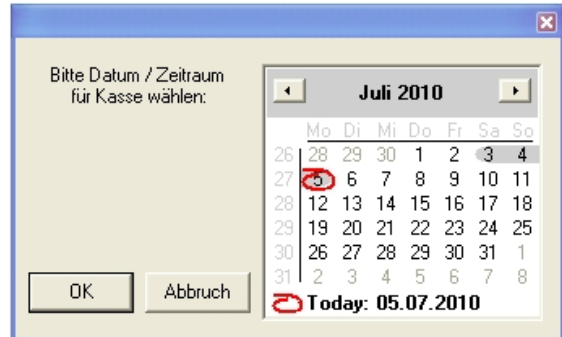 Bitte Datum / Zeitraum
für Kasse wählen:
Juli 2010
Mo Di Mi Do Fr Sa So
26 28 29 30 1 2 3 4
27 5 6 7 8 9 10 11
28 12 13 14 15 16 17 18
29 19 20 21 22 23 24 25
30 26 27 28 29 30 31 1
31 2 3 4 5 6 7 8
Today: 05.07.2010
OK Abbruch